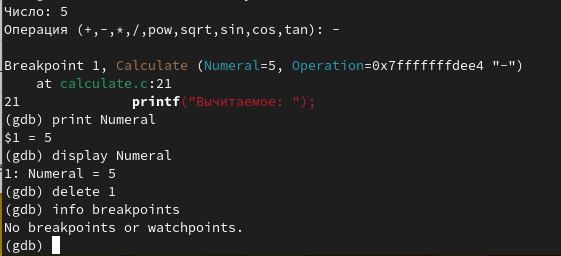 Число: 5
Операция (+,-,*,/,pow,sqrt,sin,cos,tan): -
Breakpoint 1, Calculate (Numeral=5, Operation=0x7fffffffdee4 "-")
at calculate.c:21
21 printf("Вычитаемое: ");
(gdb) print Numeral
$1 = 5
(gdb) display Numeral
1: Numeral = 5
(gdb) delete 1
(gdb) info breakpoints
No breakpoints or watchpoints.
(gdb)